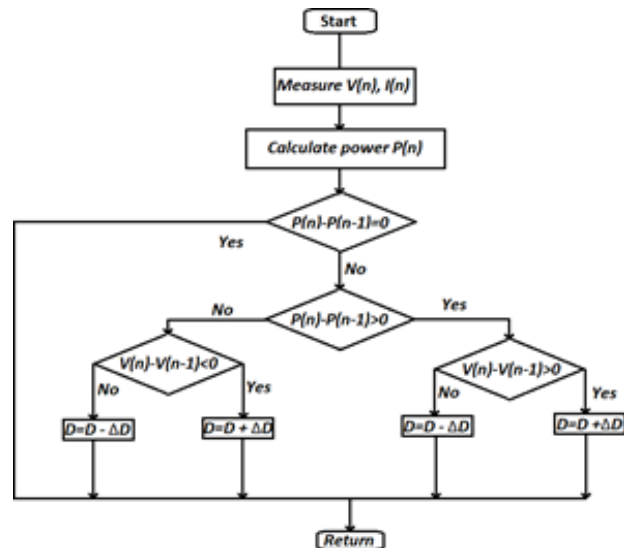 Start
Measure V(n), I(n)
Calculate power P(n)
P(n)-P(n-1)=0
Yes
No
P(n)-P(n-1)>0
No
Yes
V(n)-V(n-1)<0
V(n)-V(n-1)>0
No
Yes
No
Yes
D=D - ΔD
D=D + ΔD
D=D - ΔD
D=D +ΔD
Return